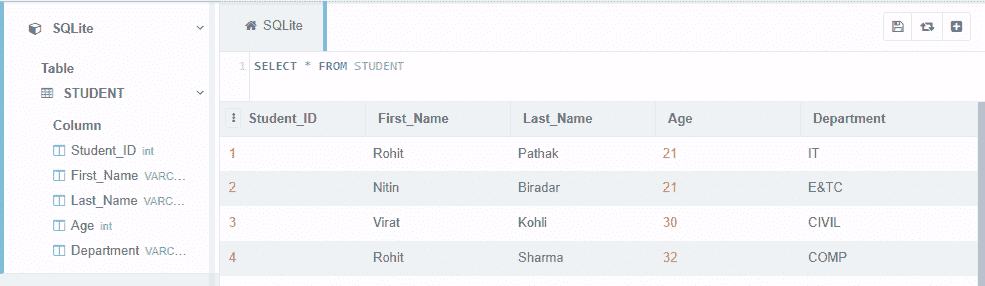 SQLite
Table
STUDENT
Column
Student_ID int
First_Name VARC...
Last_Name VARC...
Age int
Department VARC...
SQLite
1 SELECT * FROM STUDENT
Student_ID First_Name Last_Name Age Department
1 Rohit Pathak 21 IT
2 Nitin Biradar 21 E&TC
3 Virat Kohli 30 CIVIL
4 Rohit Sharma 32 COMP